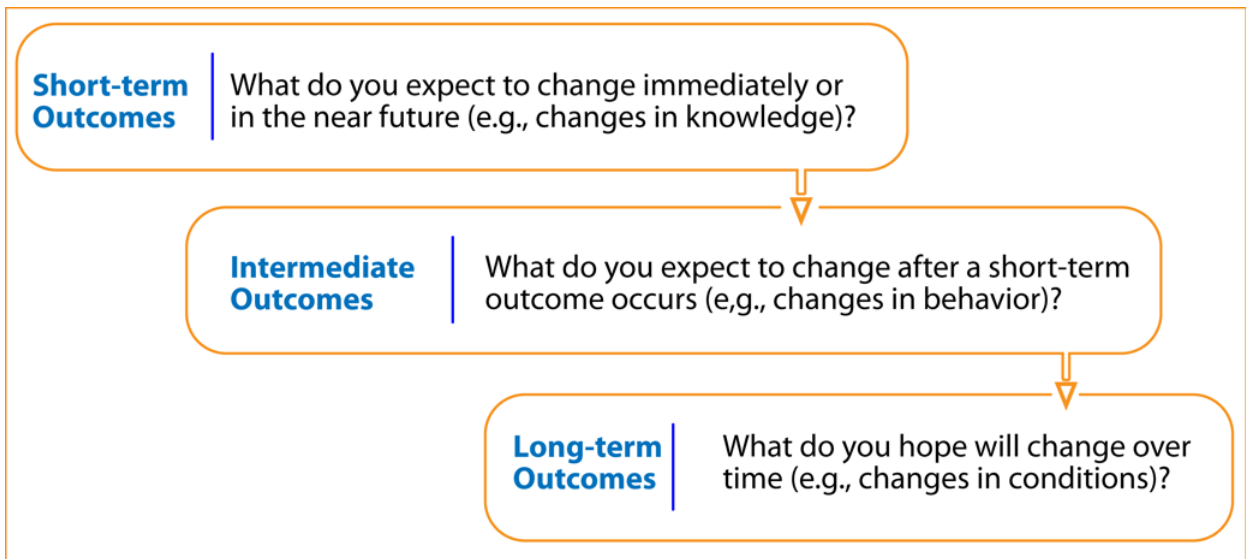 Short-term
Outcomes
What do you expect to change immediately or
in the near future (e.g., changes in knowledge)?
Intermediate
Outcomes
What do you expect to change after a short-term
outcome occurs (e,g., changes in behavior)?
Long-term
Outcomes
What do you hope will change over
time (e.g., changes in conditions)?